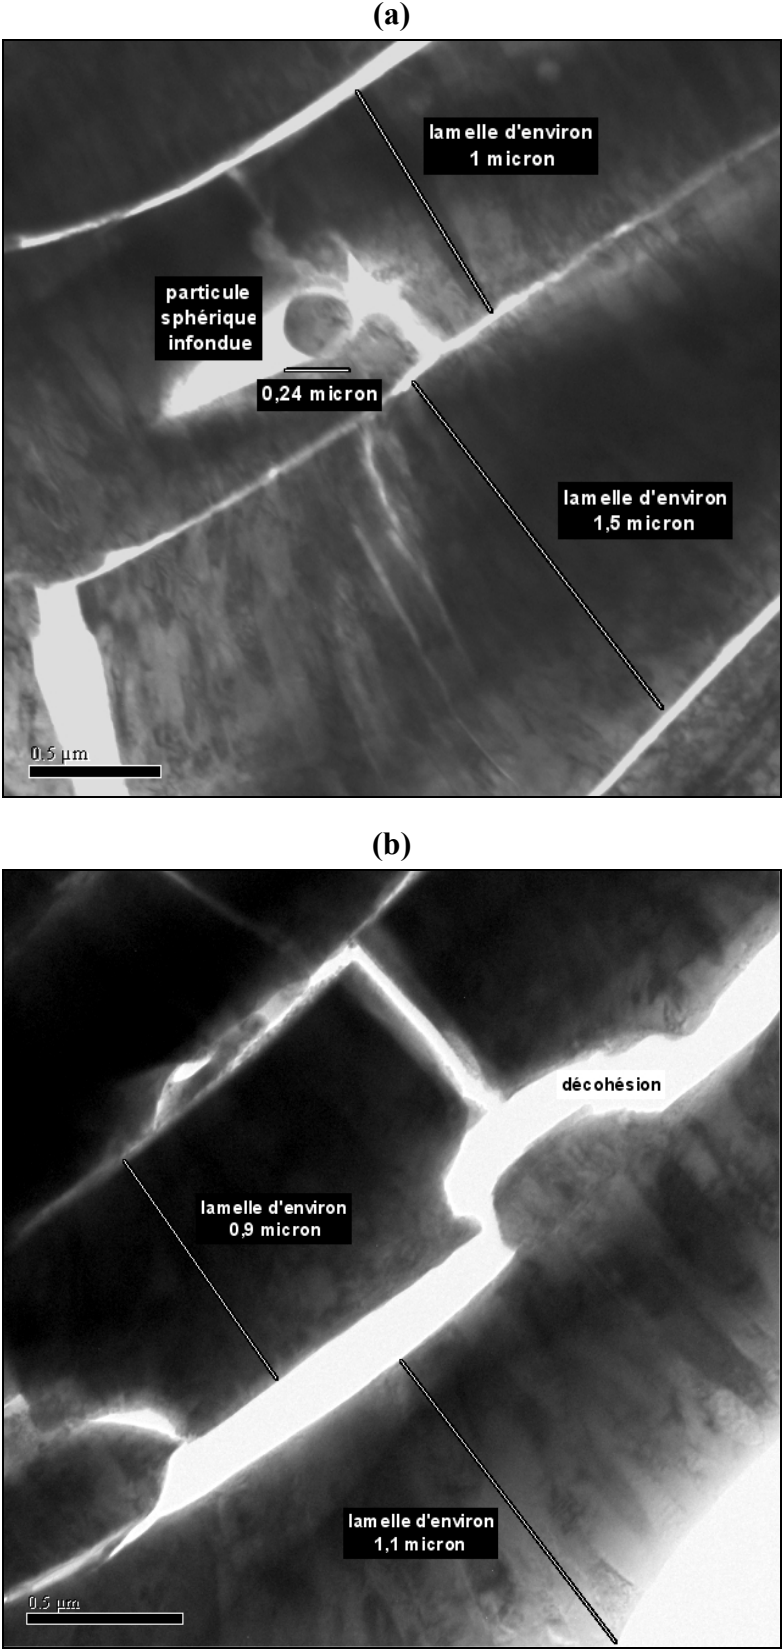 (a)
lamelle d'environ
1 micron
particule
sphérique
infondue
0,24 micron
lamelle d'environ
1,5 micron
0.5 µm
(b)
décohésion
lamelle d'environ
0,9 micron
lamelle d'environ
1,1 micron
0.5 µm